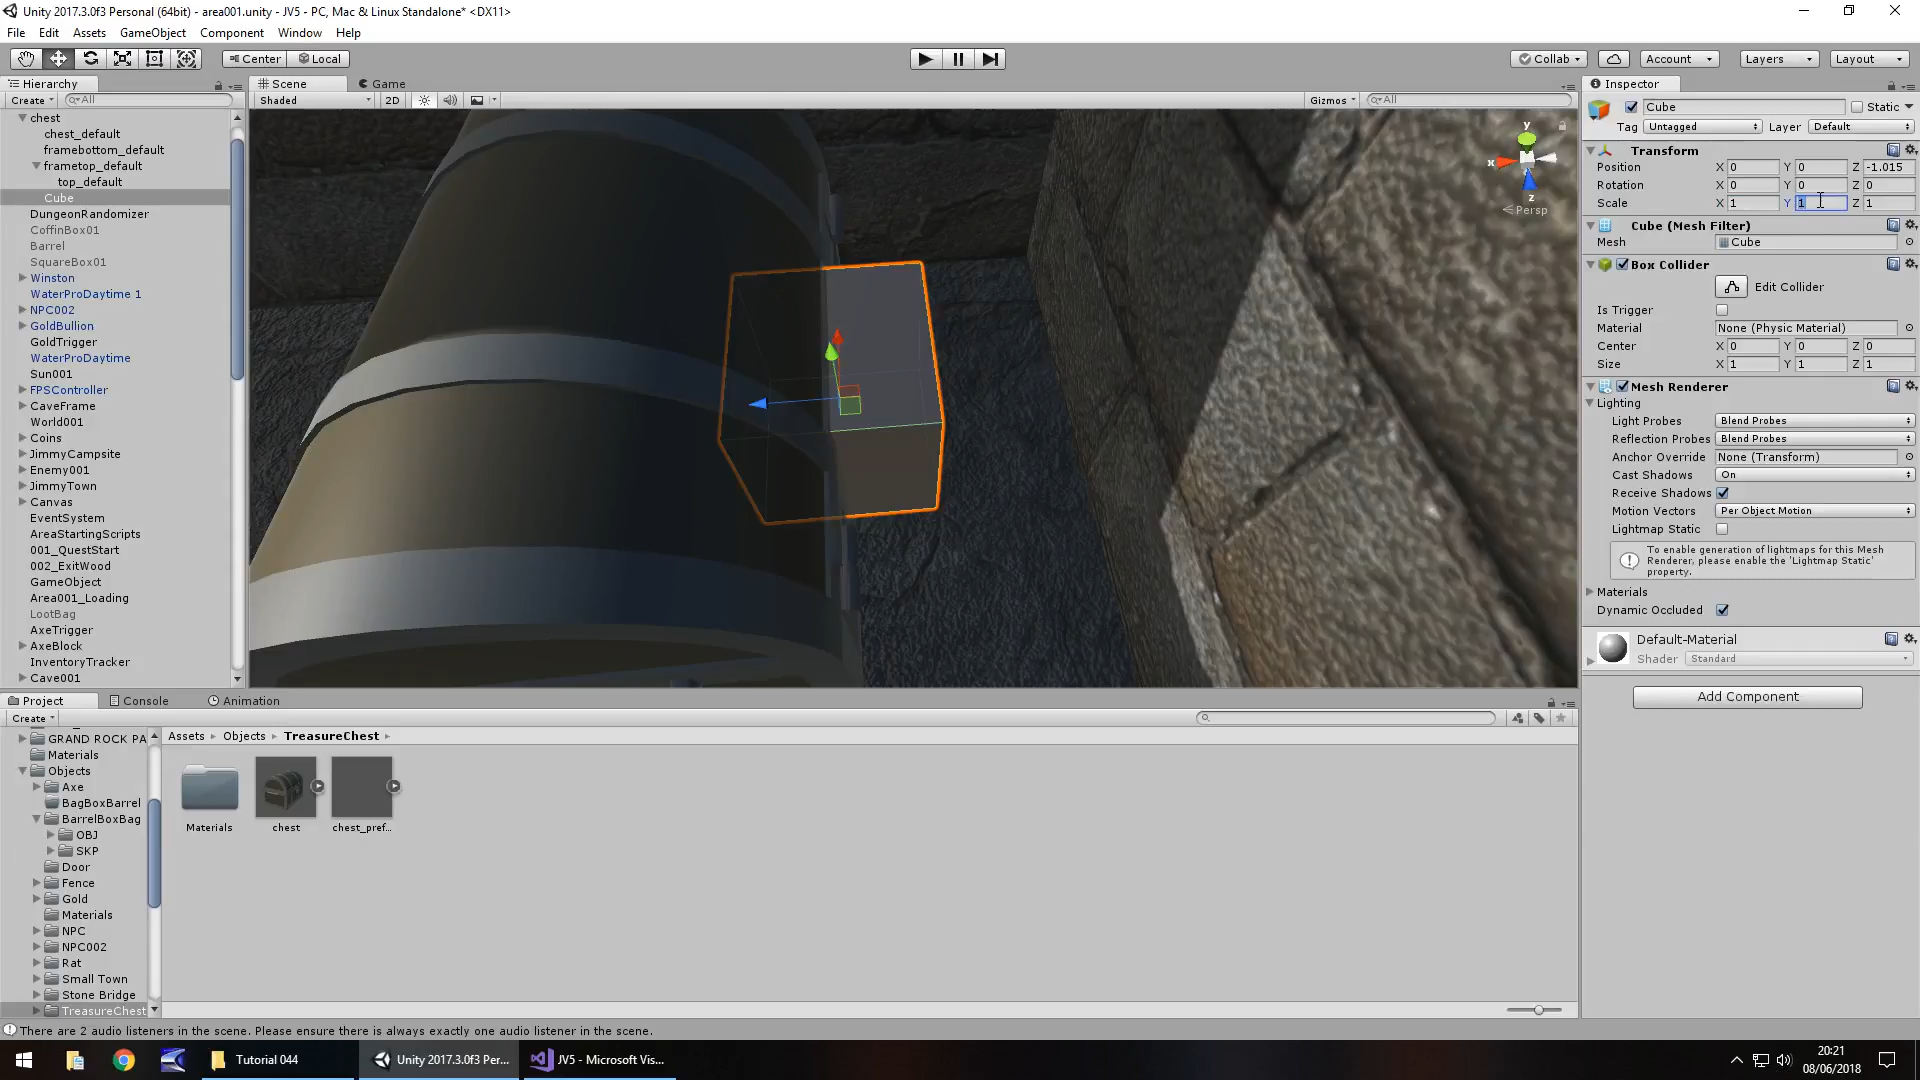 Unity 2017.3.0f3 Personal (64bit) - area001.unity - JV5 - PC, Mac & Linux Standalone* <DX11>
File Edit Assets GameObject Component Window Help
Center Local Collab Account Layers Layout
Hierarchy Scene Game Inspector
Create All Shaded 2D Gizmos All
chest
chest_default
framebottom_default
frametop_default
top_default
Cube
DungeonRandomizer
CoffinBox01
Barrel
SquareBox01
Winston
WaterProDaytime 1
NPC002
GoldBullion
GoldTrigger
WaterProDaytime
Sun001
FPSController
CaveFrame
World001
Coins
JimmyCampsite
Enemy001
JimmyTown
Canvas
EventSystem
AreaStartingScripts
001_QuestStart
002_ExitWood
GameObject
Area001_Loading
LootBag
AxeTrigger
AxeBlock
InventoryTracker
Cave001
y
x
z
Persp
Cube Static
Tag Untagged Layer Default
Transform
Position X 0 Y 0 Z -1.015
Rotation X 0 Y 0 Z 0
Scale X 1 Y 1 Z 1
Cube (Mesh Filter)
Mesh Cube
Box Collider
Edit Collider
Is Trigger
Material None (Physic Material)
Center X 0 Y 0 Z 0
Size X 1 Y 1 Z 1
Mesh Renderer
Lighting
Light Probes Blend Probes
Reflection Probes Blend Probes
Anchor Override None (Transform)
Cast Shadows On
Receive Shadows
Motion Vectors Per Object Motion
Lightmap Static
To enable generation of lightmaps for this Mesh
Renderer, please enable the 'Lightmap Static'
property.
Materials
Dynamic Occluded
Default-Material
Shader Standard
Add Component
Project Console Animation
Create
GRAND ROCK PA
Materials
Objects
Axe
BagBoxBarrel
BarrelBoxBag
OBJ
SKP
Door
Fence
Gold
Materials
NPC
NPC002
Rat
Small Town
Stone Bridge
TreasureChest
Assets Objects TreasureChest
Materials chest chest_pref...
There are 2 audio listeners in the scene. Please ensure there is always exactly one audio listener in the scene.
Tutorial 044 Unity 2017.3.0f3 Per... JV5 - Microsoft Vis...
20:21
08/06/2018